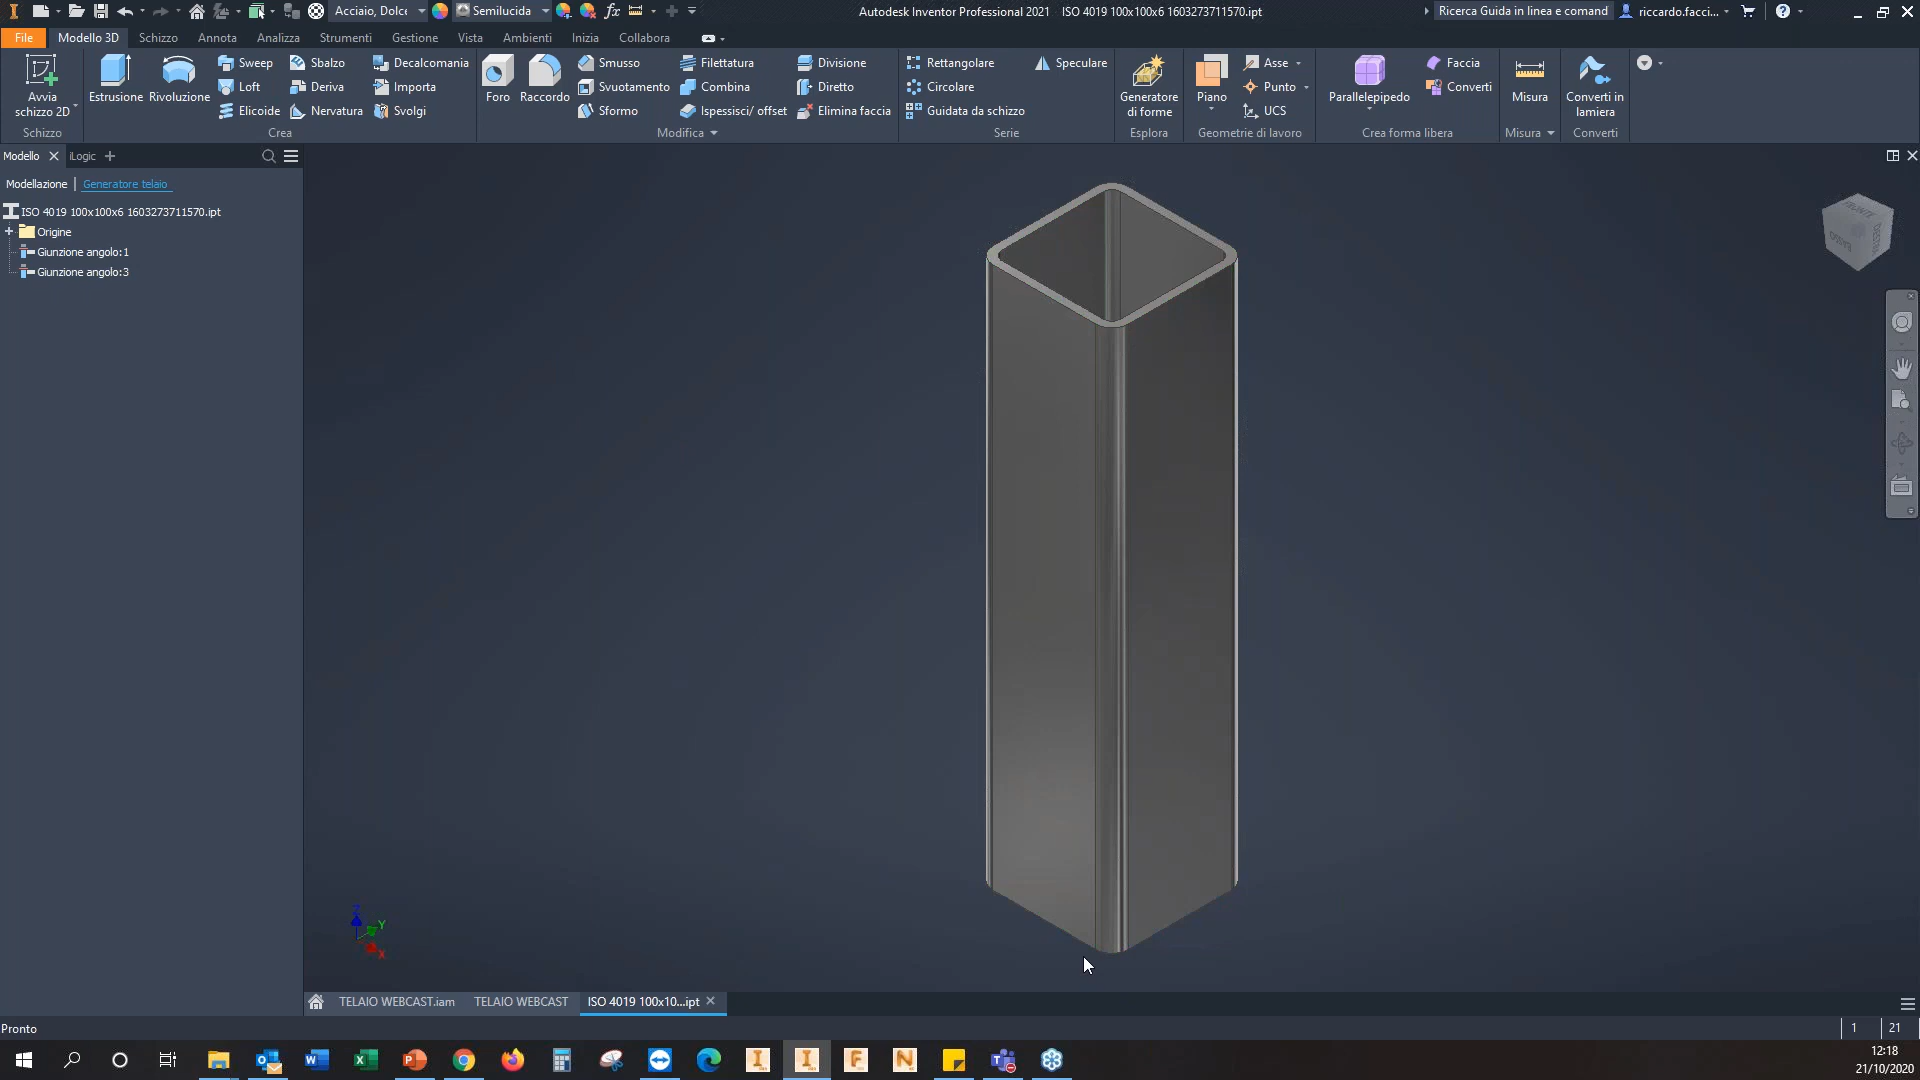 Acciaio, Dolce
Semilucida
Autodesk Inventor Professional 2021 ISO 4019 100x100x6 1603273711570.ipt
Ricerca Guida in linea e comand
riccardo.facci...
File
Modello 3D
Schizzo
Annota
Analizza
Strumenti
Gestione
Vista
Ambienti
Inizia
Collabora
Avvia
schizzo 2D
Schizzo
Estrusione
Rivoluzione
Sweep
Loft
Elicoide
Sbalzo
Deriva
Nervatura
Decalcomania
Importa
Svolgi
Crea
Foro
Raccordo
Smusso
Svuotamento
Sformo
Filettatura
Combina
Ispessisci/ offset
Divisione
Diretto
Elimina faccia
Modifica
Rettangolare
Circolare
Guidata da schizzo
Speculare
Serie
Generatore
di forme
Esplora
Piano
Asse
Punto
UCS
Geometrie di lavoro
Parallelepipedo
Faccia
Converti
Crea forma libera
Misura
Misura
Converti in
lamiera
Converti
Modello
iLogic
Modellazione | Generatore telaio
ISO 4019 100x100x6 1603273711570.ipt
Origine
Giunzione angolo:1
Giunzione angolo:3
FRONTE
Z
Y
X
TELAIO WEBCAST.iam
TELAIO WEBCAST
ISO 4019 100x10...ipt
Pronto
1
21
12:18
21/10/2020